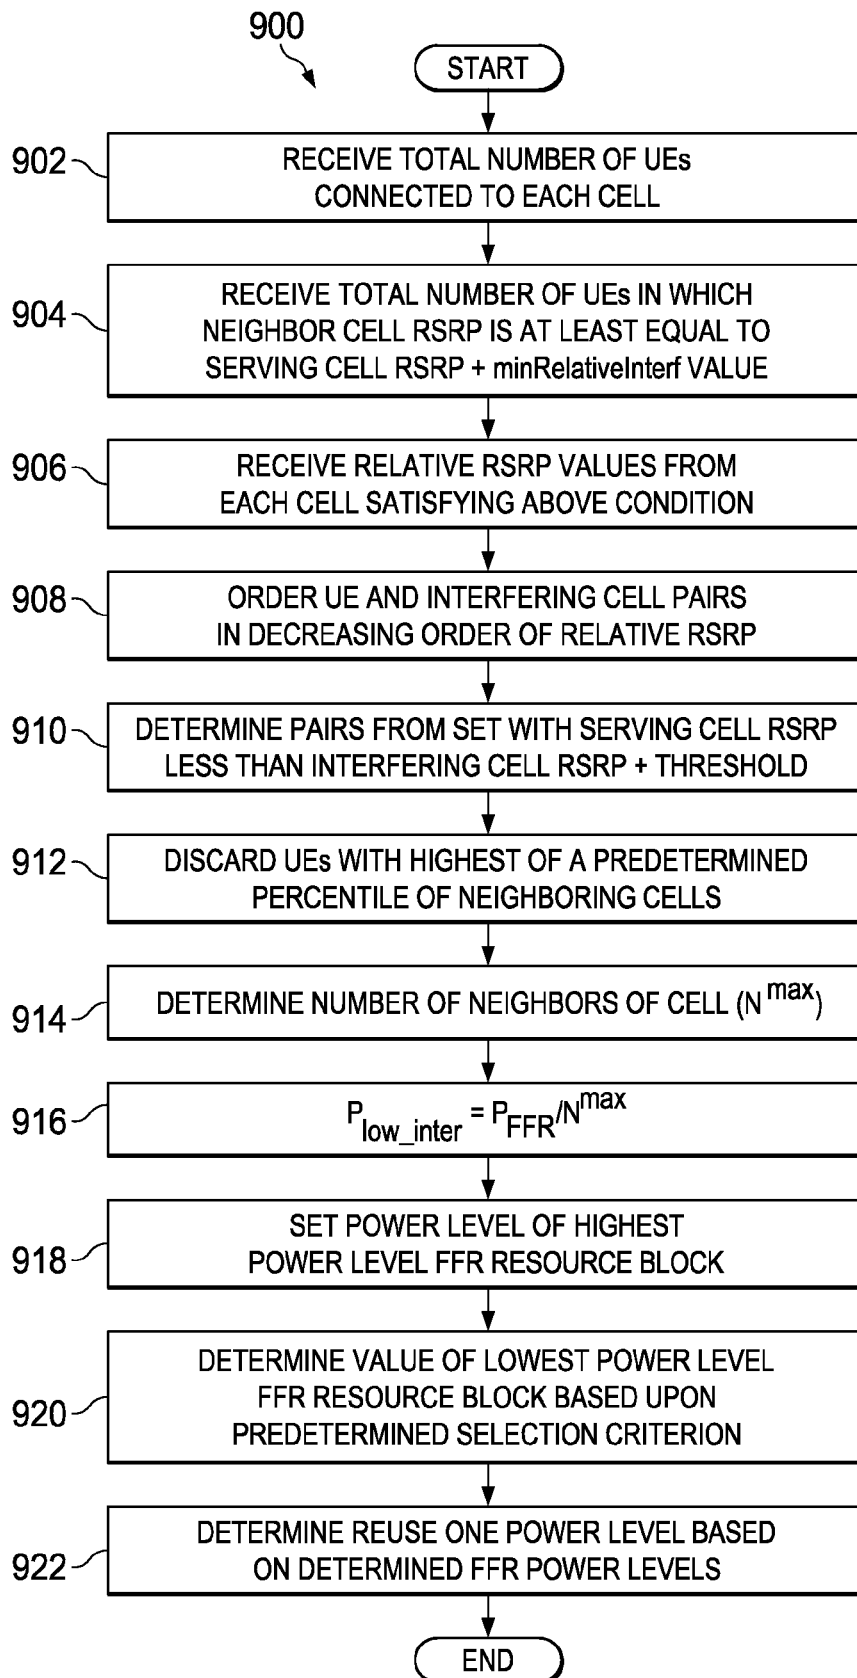 900
START
902
RECEIVE TOTAL NUMBER OF UEs
CONNECTED TO EACH CELL
904
RECEIVE TOTAL NUMBER OF UEs IN WHICH
NEIGHBOR CELL RSRP IS AT LEAST EQUAL TO
SERVING CELL RSRP + minRelativeInterf VALUE
906
RECEIVE RELATIVE RSRP VALUES FROM
EACH CELL SATISFYING ABOVE CONDITION
908
ORDER UE AND INTERFERING CELL PAIRS
IN DECREASING ORDER OF RELATIVE RSRP
910
DETERMINE PAIRS FROM SET WITH SERVING CELL RSRP
LESS THAN INTERFERING CELL RSRP + THRESHOLD
912
DISCARD UEs WITH HIGHEST OF A PREDETERMINED
PERCENTILE OF NEIGHBORING CELLS
914
DETERMINE NUMBER OF NEIGHBORS OF CELL (N^max)
916
P_low_inter = P_FFR/N^max
918
SET POWER LEVEL OF HIGHEST
POWER LEVEL FFR RESOURCE BLOCK
920
DETERMINE VALUE OF LOWEST POWER LEVEL
FFR RESOURCE BLOCK BASED UPON
PREDETERMINED SELECTION CRITERION
922
DETERMINE REUSE ONE POWER LEVEL BASED
ON DETERMINED FFR POWER LEVELS
END